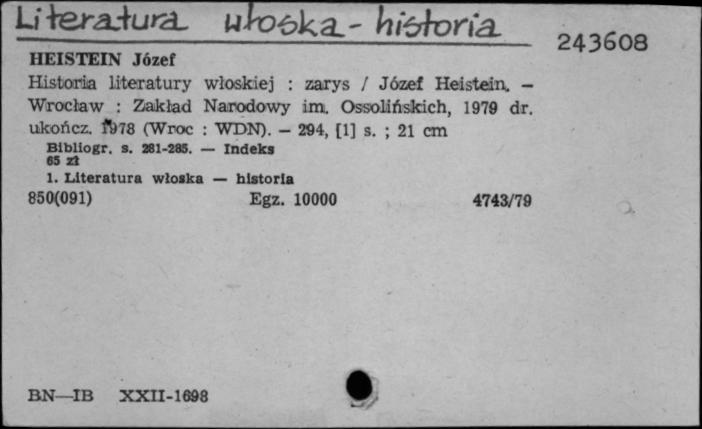 Literatura włoska - historia
243608
HEISTEIN Józef
Historia literatury włoskiej : zarys / Józef Heistein. –
Wrocław : Zakład Narodowy im. Ossolińskich, 1979 dr.
ukończ. 1978 (Wroc : WDN). — 294, [1] s. ; 21 cm
Bibliogr. s. 281-285. — Indeks
65 zł
1. Literatura włoska — historia
850(091) Egz. 10000 4743/79
BN—IB XXII-1698